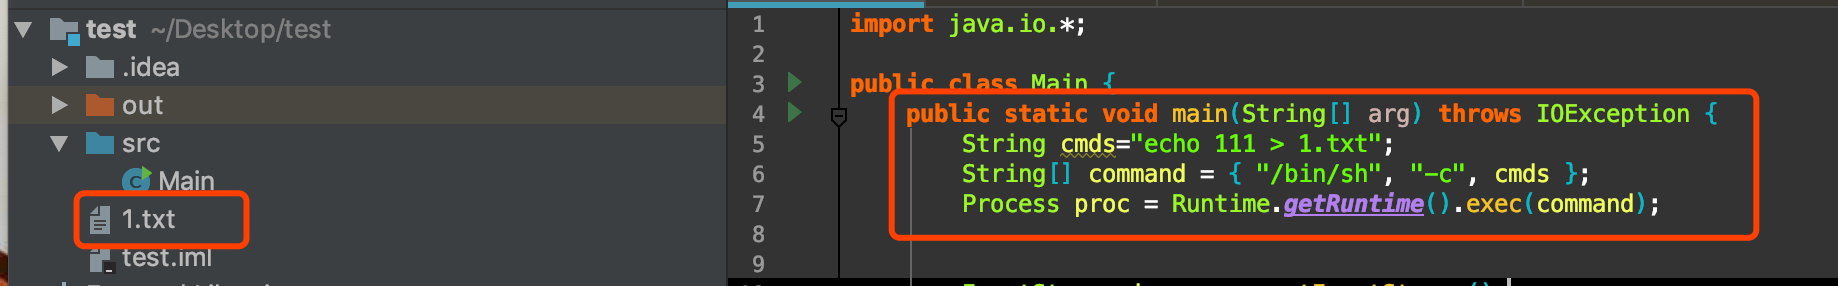 test ~/Desktop/test
.idea
out
src
Main
1.txt
test.iml
1 import java.io.*;
2
3 public class Main {
4 public static void main(String[] arg) throws IOException {
5 String cmds="echo 111 > 1.txt";
6 String[] command = { "/bin/sh", "-c", cmds };
7 Process proc = Runtime.getRuntime().exec(command);
8
9